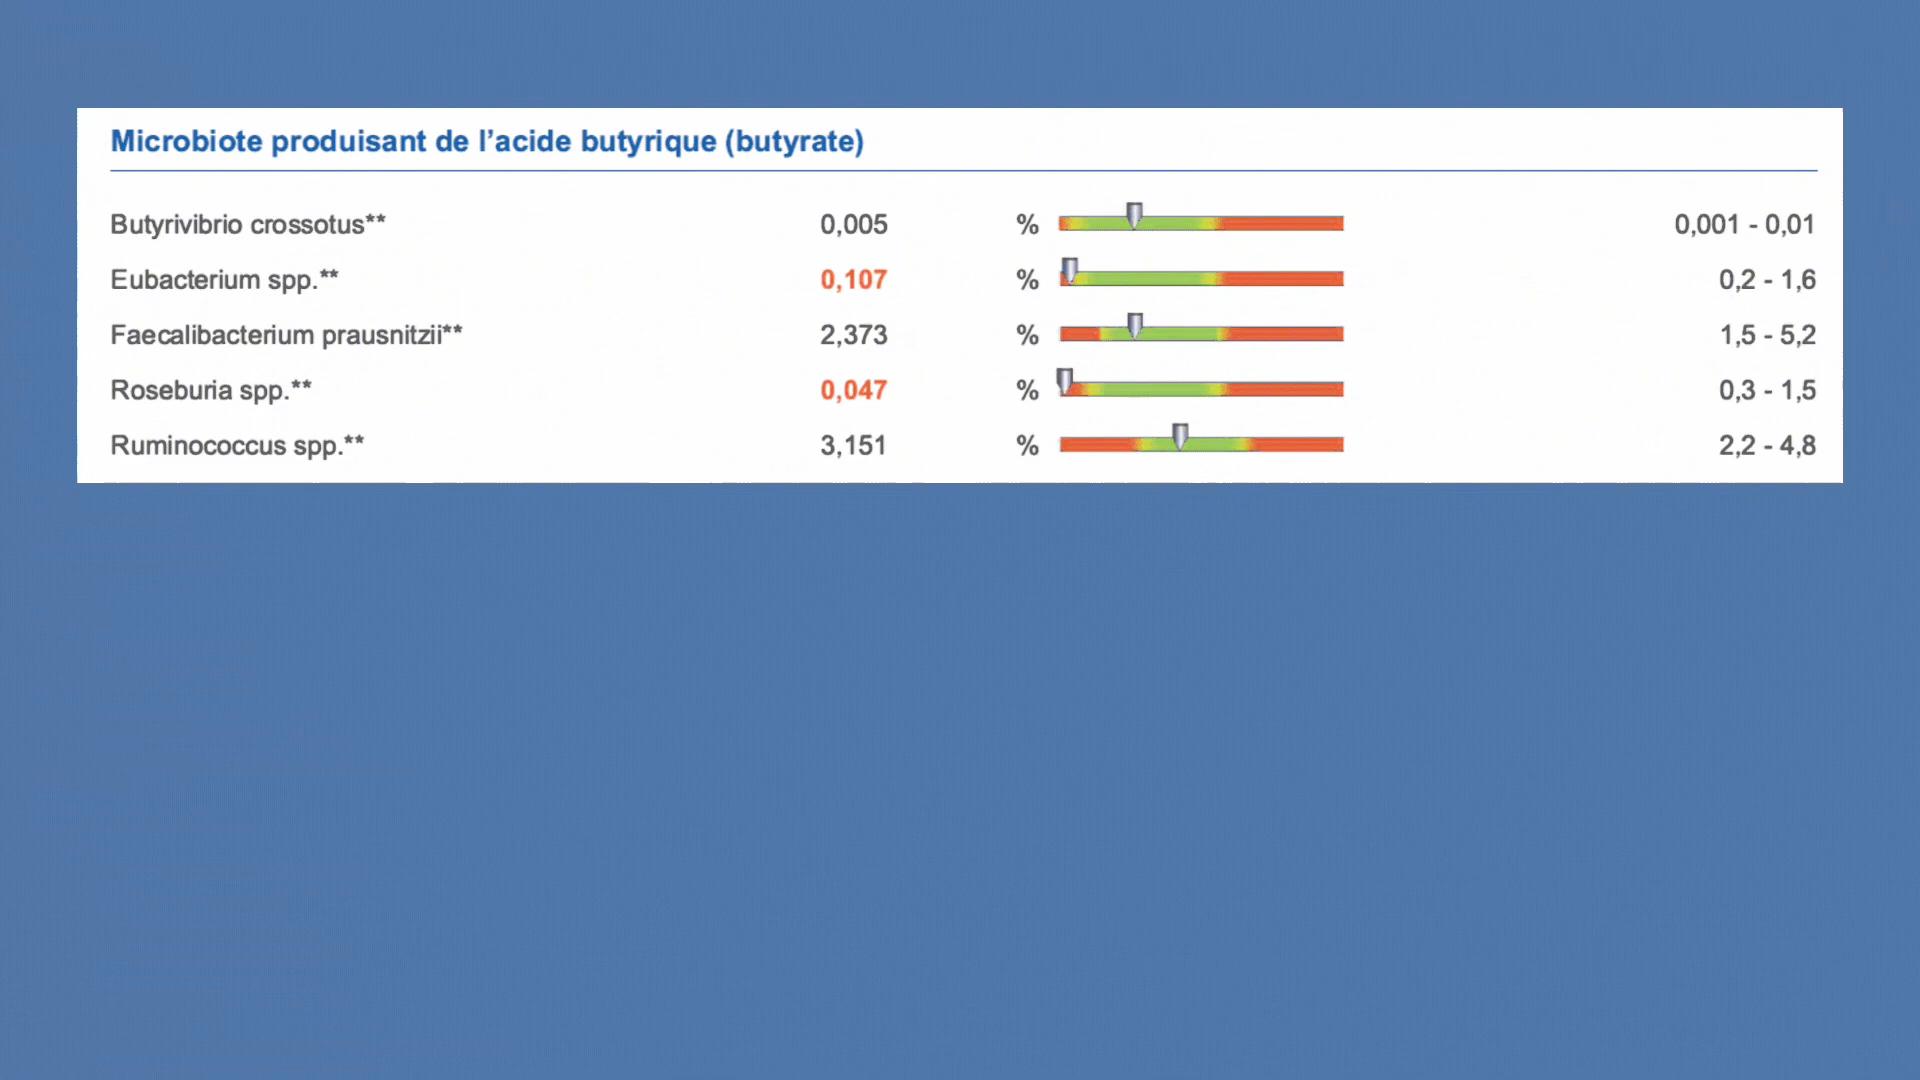 Microbiote produisant de l’acide butyrique (butyrate)
Butyrivibrio crossotus** 0,005 % 0,001 - 0,01
Eubacterium spp.** 0,107 % 0,2 - 1,6
Faecalibacterium prausnitzii** 2,373 % 1,5 - 5,2
Roseburia spp.** 0,047 % 0,3 - 1,5
Ruminococcus spp.** 3,151 % 2,2 - 4,8